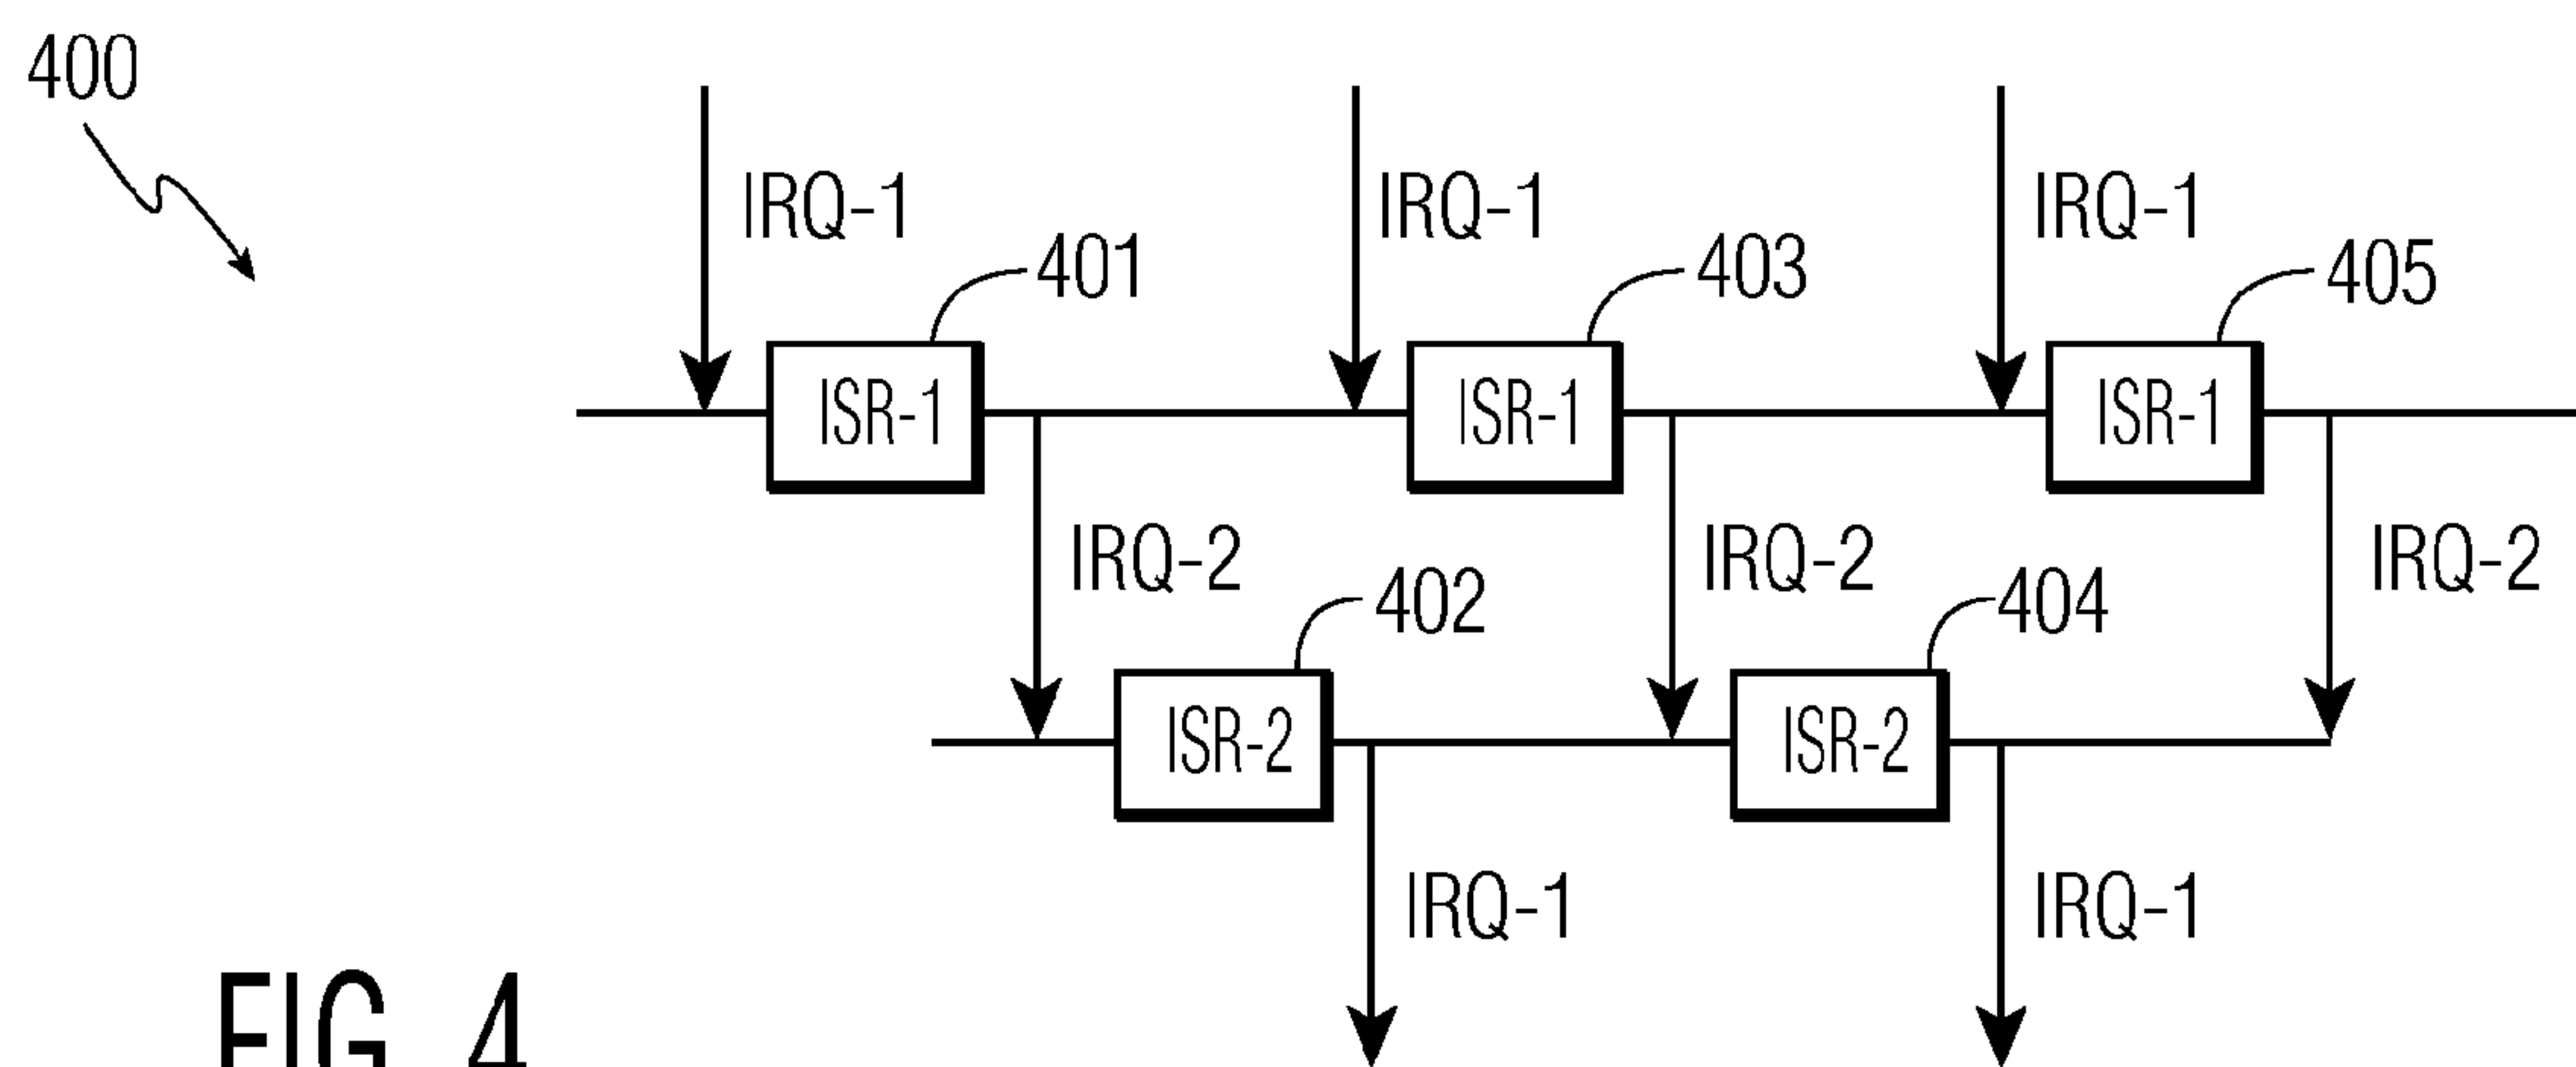 400
IRQ-1 IRQ-1 IRQ-1
401 403 405
ISR-1 ISR-1 ISR-1
IRQ-2 IRQ-2 IRQ-2
402 404
ISR-2 ISR-2
IRQ-1 IRQ-1
FIG. 4